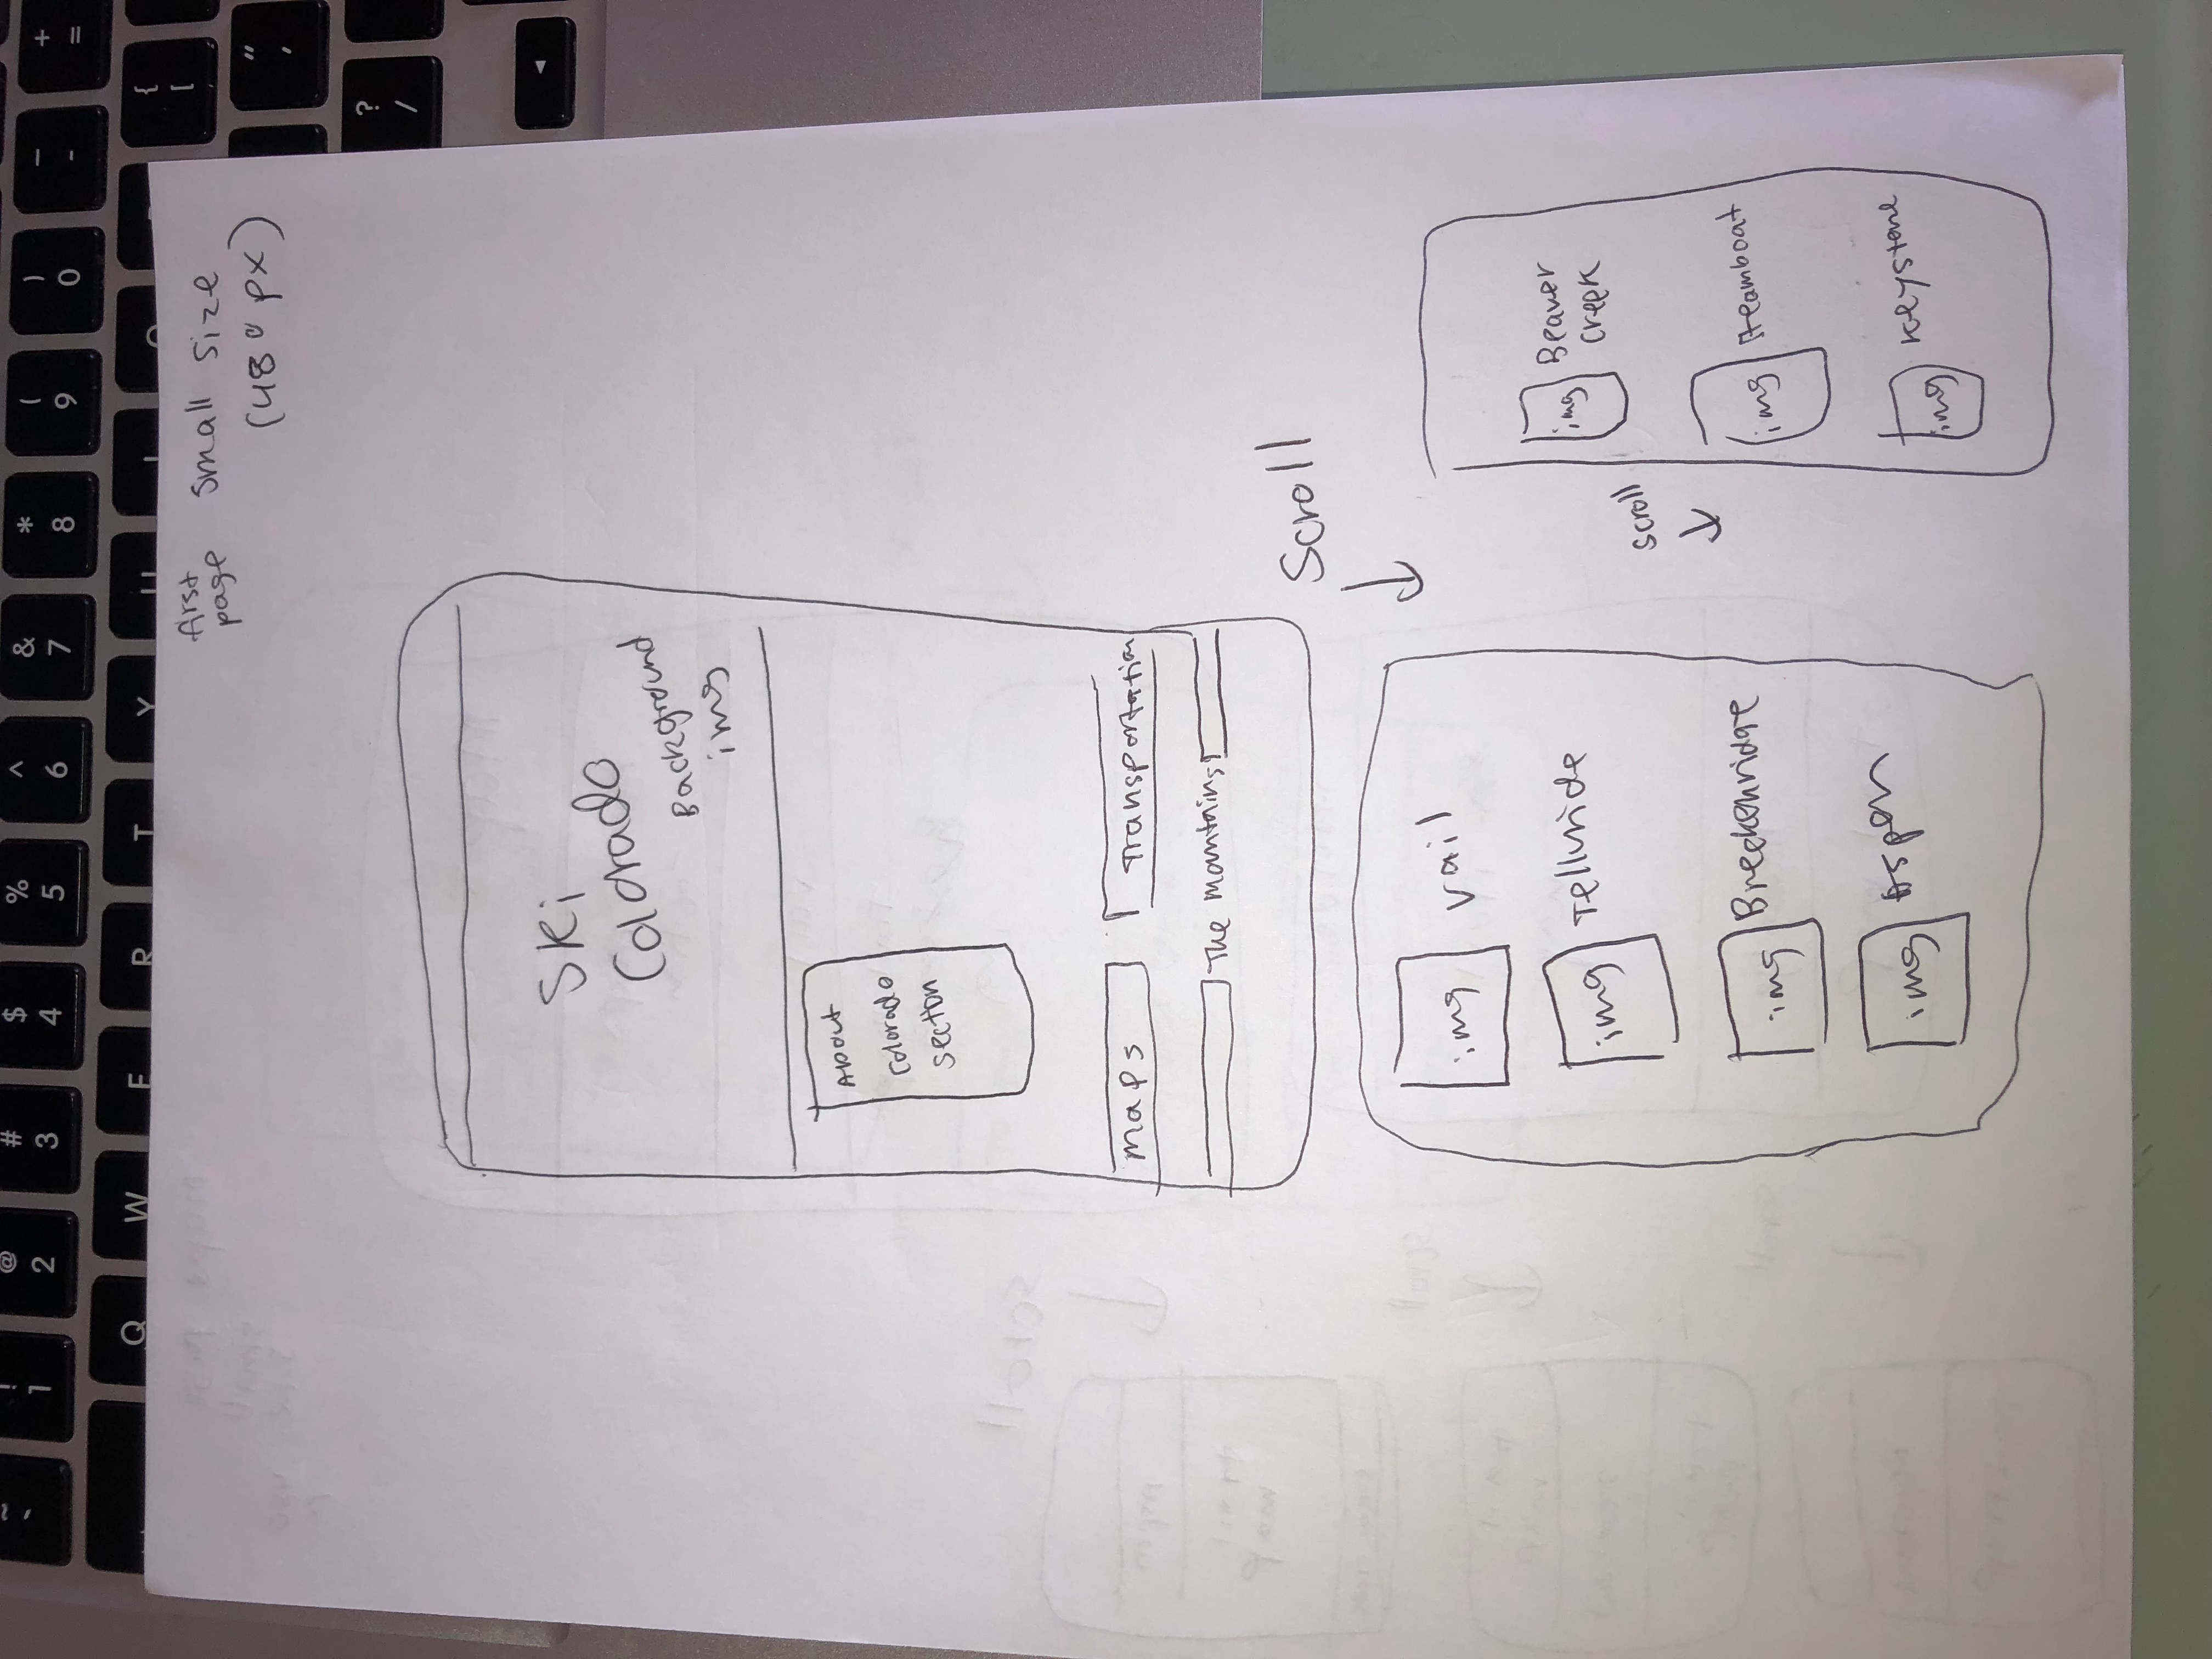 ~
`
!
1
@
2
#
3
$
4
%
5
^
6
&
7
*
8
(
9
)
0
_
-
+
=
Q
W
E
R
T
Y
U
{
[
"
'
?
/
first
page
small size
(480 px)
Ski
Colorado
Background
img
About
Colorado
section
maps
Transportation
The mountains
Scroll
img
vail
img
Telluride
img
Breckenridge
img
Aspen
scroll
img
Beaver
creek
img
steamboat
img
keystone